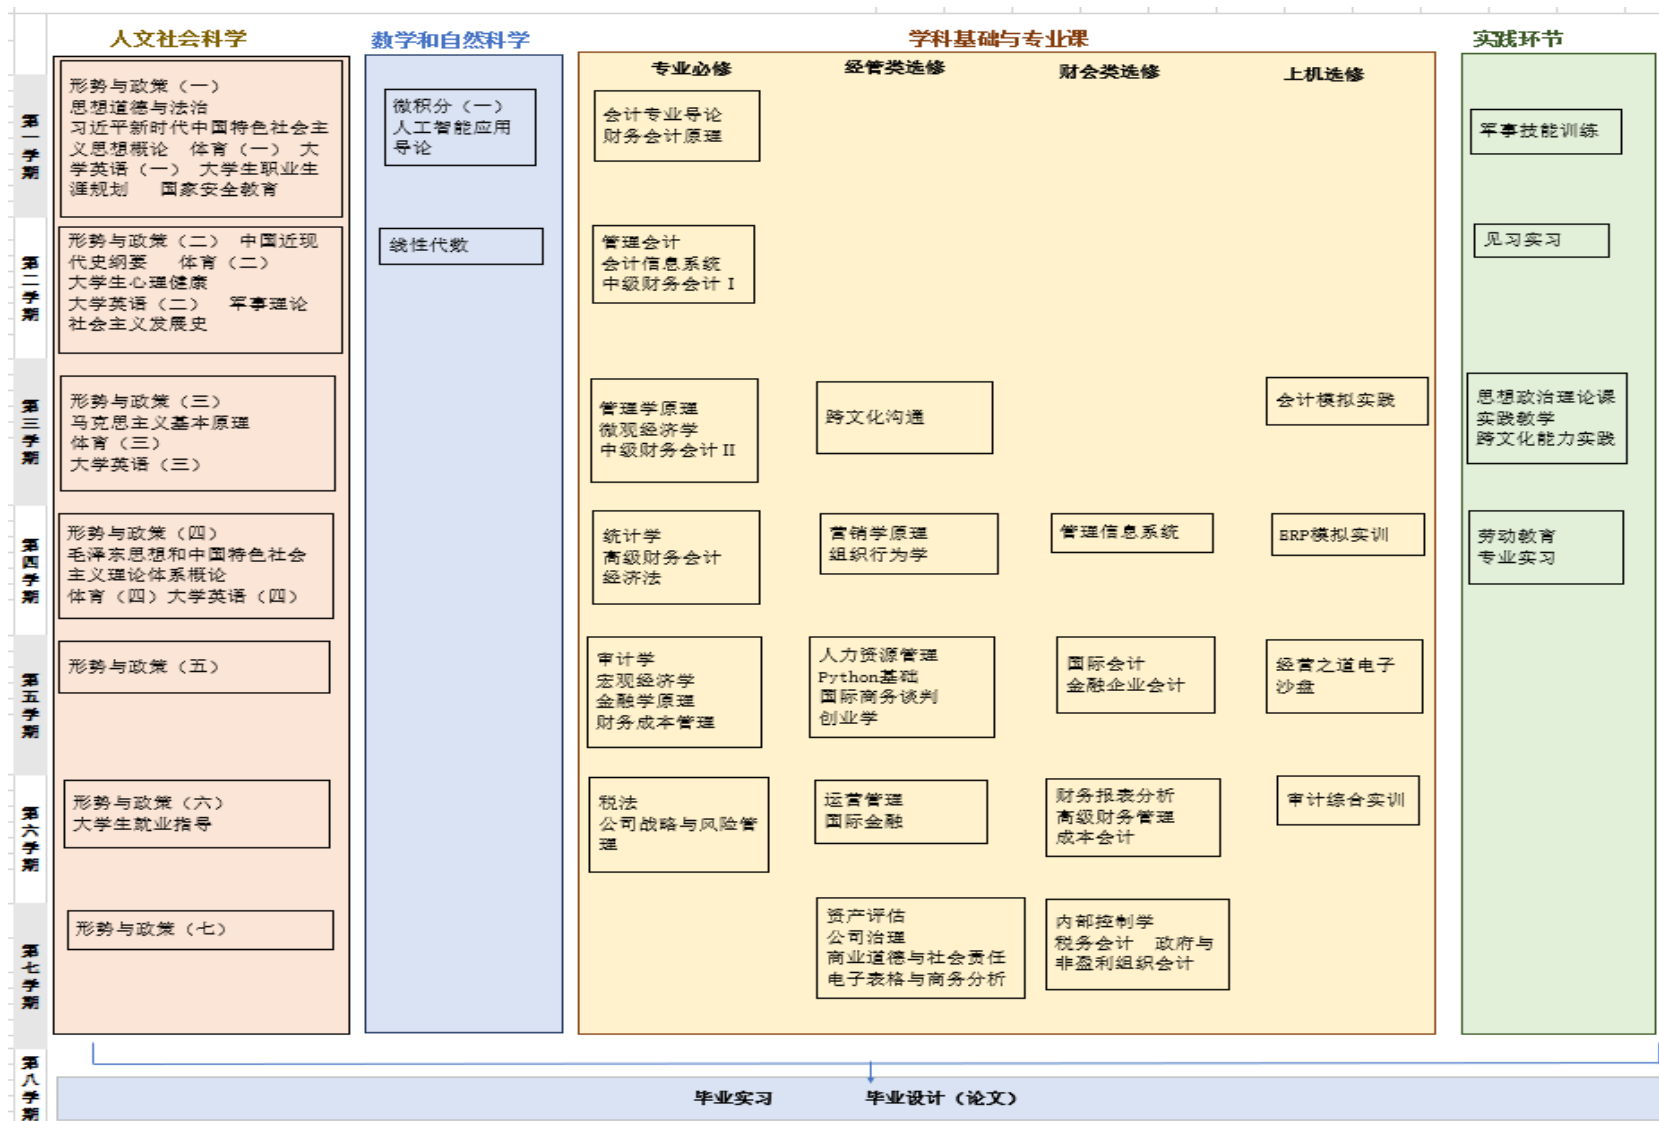 人文社会科学
数学和自然科学
学科基础与专业课
实践环节
专业必修
经管类选修
财会类选修
上机选修
第一学期
形势与政策（一）
思想道德与法治
习近平新时代中国特色社会主
义思想概论 体育（一） 大
学英语（一） 大学生职业生
涯规划 国家安全教育
微积分（一）
人工智能应用
导论
会计专业导论
财务会计原理
军事技能训练
第二学期
形势与政策（二） 中国近现
代史纲要 体育（二）
大学生心理健康
大学英语（二） 军事理论
社会主义发展史
线性代数
管理会计
会计信息系统
中级财务会计Ⅰ
见习实习
第三学期
形势与政策（三）
马克思主义基本原理
体育（三）
大学英语（三）
管理学原理
微观经济学
中级财务会计Ⅱ
跨文化沟通
会计模拟实践
思想政治理论课
实践教学
跨文化能力实践
第四学期
形势与政策（四）
毛泽东思想和中国特色社会
主义理论体系概论
体育（四）大学英语（四）
统计学
高级财务会计
经济法
营销学原理
组织行为学
管理信息系统
ERP模拟实训
劳动教育
专业实习
第五学期
形势与政策（五）
审计学
宏观经济学
金融学原理
财务成本管理
人力资源管理
Python基础
国际商务谈判
创业学
国际会计
金融企业会计
经营之道电子
沙盘
第六学期
形势与政策（六）
大学生就业指导
税法
公司战略与风险管
理
运营管理
国际金融
财务报表分析
高级财务管理
成本会计
审计综合实训
第七学期
形势与政策（七）
资产评估
公司治理
商业道德与社会责任
电子表格与商务分析
内部控制学
税务会计 政府与
非盈利组织会计
第八学期
毕业实习 毕业设计（论文）